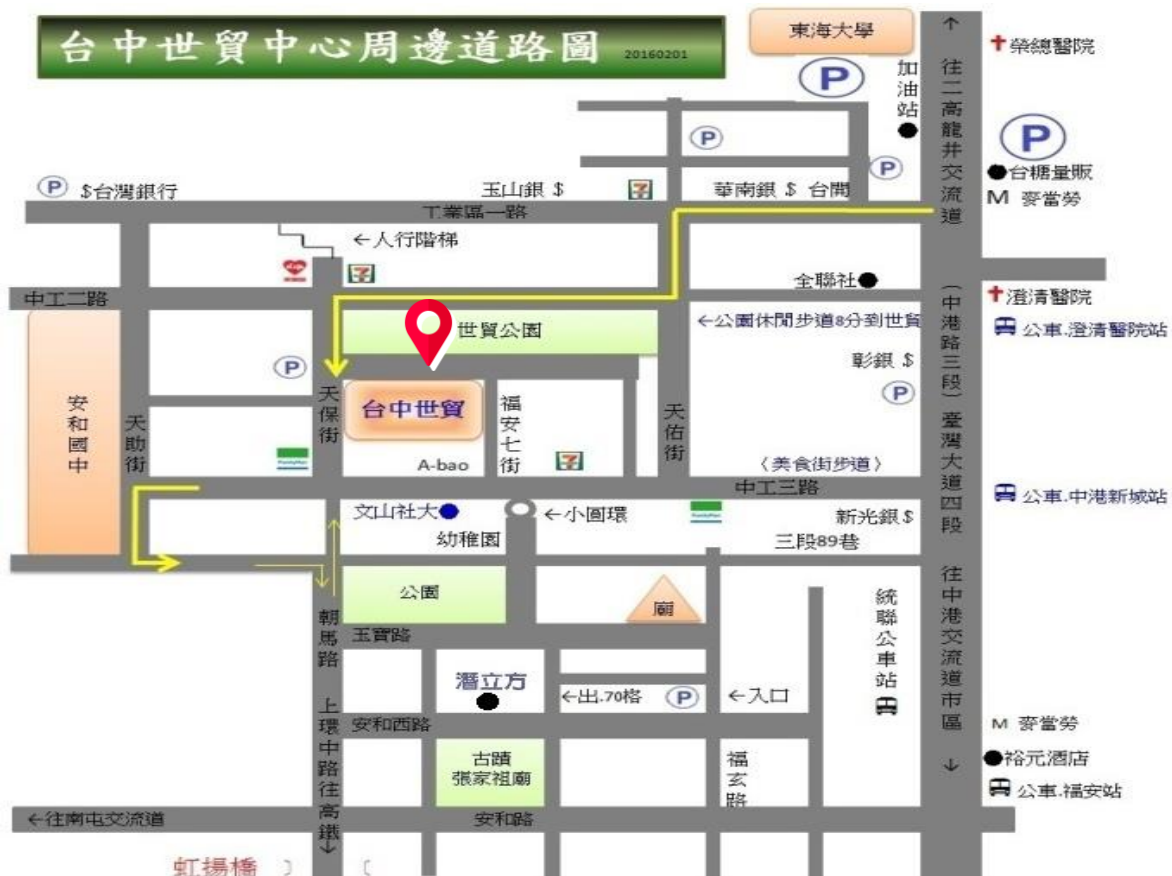 台中世貿中心周邊道路圖 20160201
東海大學
P
加油站
往二高龍井交流道
榮總醫院
P
P
台糖量販
M 麥當勞
P
P $台灣銀行
玉山銀 $
7
華南銀 $ 台開
P
工業區一路
←人行階梯
7
全聯社
中工二路
世貿公園
←公園休閒步道8分到世貿
澄清醫院
公車.澄清醫院站
(中港路三段)
彰銀 $
P
P
安和國中
天助街
天保街
台中世貿
福安七街
天佑街
臺灣大道四段
A-bao
7
FamilyMart
〈美食街步道〉
中工三路
公車.中港新城站
文山社大
←小圓環
FamilyMart
新光銀$
幼稚園
三段89巷
公園
廟
朝馬路
玉寶路
統聯公車站
往中港交流道市區
潛立方
←出.70格
P
←入口
上環中路往高鐵
安和西路
M 麥當勞
古蹟
張家祖廟
福玄路
裕元酒店
公車.福安站
←往南屯交流道
安和路
虹揚橋